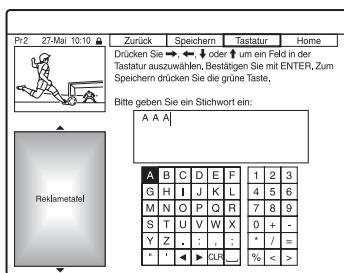 Pr2 27-Mai 10:10
Zurück Speichern Tastatur Home
Drücken Sie ➡, ⬅, ⬇ oder ⬆ um ein Feld in der
Tastatur auszuwählen, Bestätigen Sie mit ENTER, Zum
Speichern drücken Sie die grüne Taste,
Bitte geben Sie ein Stichwort ein:
A A A
Reklametafel
A B C D E F 1 2 3
G H I J K L 4 5 6
M N O P Q R 7 8 9
S T U V W X 0 + -
Y Z . : , ; * / =
" ' ◀ ▶ CLR ⎵ % < >